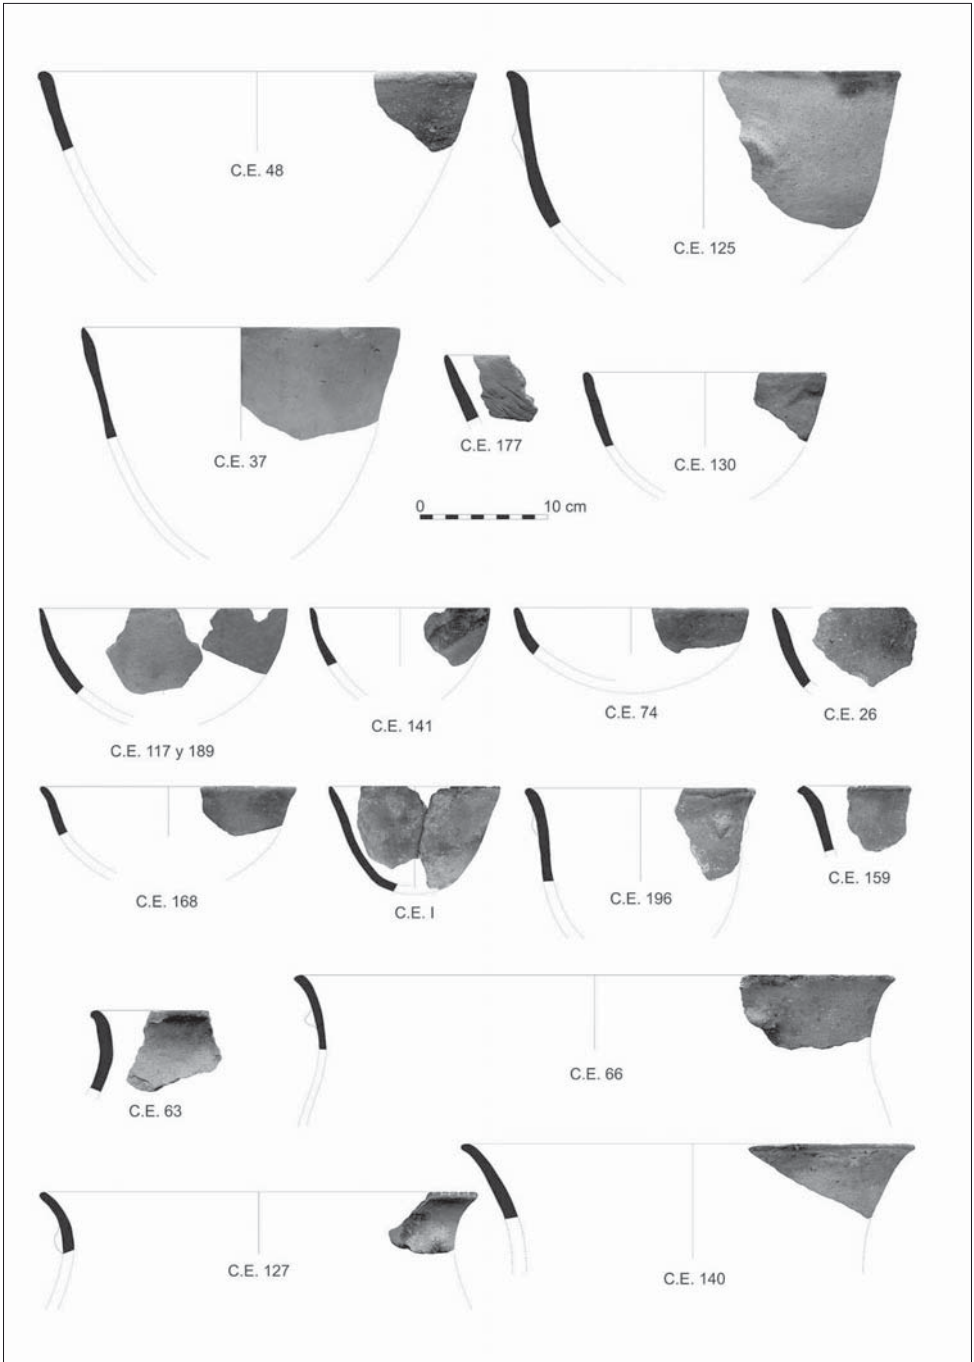 C.E. 48
C.E. 125
C.E. 37
C.E. 177
C.E. 130
0 10 cm
C.E. 117 y 189
C.E. 141
C.E. 74
C.E. 26
C.E. 168
C.E. I
C.E. 196
C.E. 159
C.E. 63
C.E. 66
C.E. 127
C.E. 140